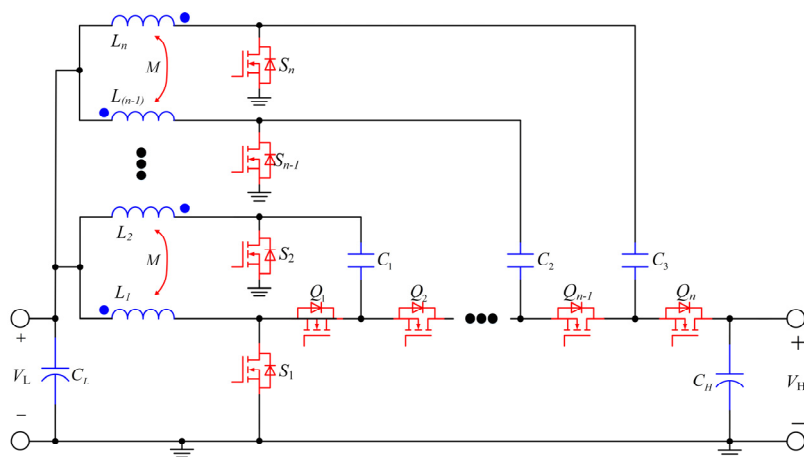 Ln
M
Sn
L(n-1)
Sn-1
L2
M
S2
C1
C2
C3
L1
Q1
Q2
Qn-1
Qn
+
VL
CL
−
S1
CH
+
VH
−